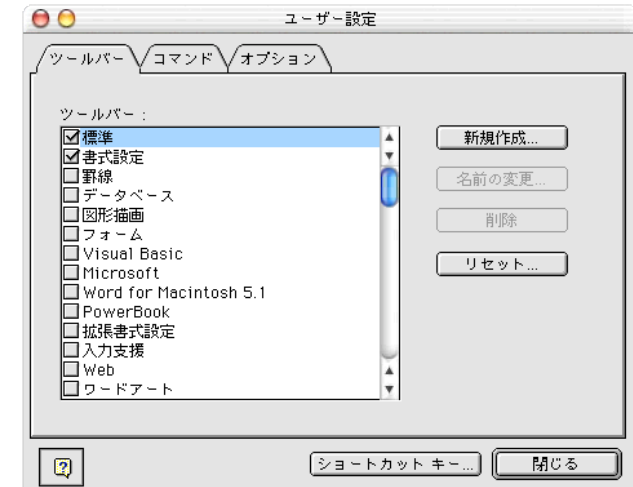 ユーザー設定
ツールバー
コマンド
オプション
ツールバー：
標準
書式設定
罫線
データベース
図形描画
フォーム
Visual Basic
Microsoft
Word for Macintosh 5.1
PowerBook
拡張書式設定
入力支援
Web
ワードアート
新規作成...
名前の変更...
削除
リセット...
?
ショートカット キー...
閉じる